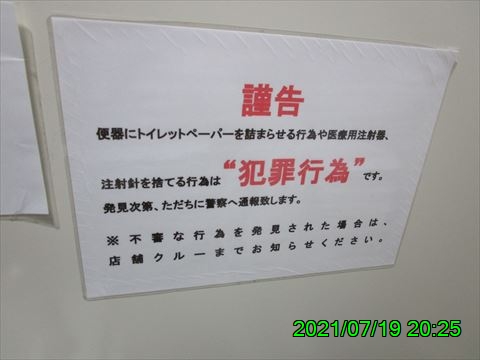 謹告
便器にトイレットペーパーを詰まらせる行為や医療用注射器、
注射針を捨てる行為は“犯罪行為”です。
発見次第、ただちに警察へ通報致します。
※不審な行為を発見された場合は、
店舗クルーまでお知らせください。
2021/07/19 20:25